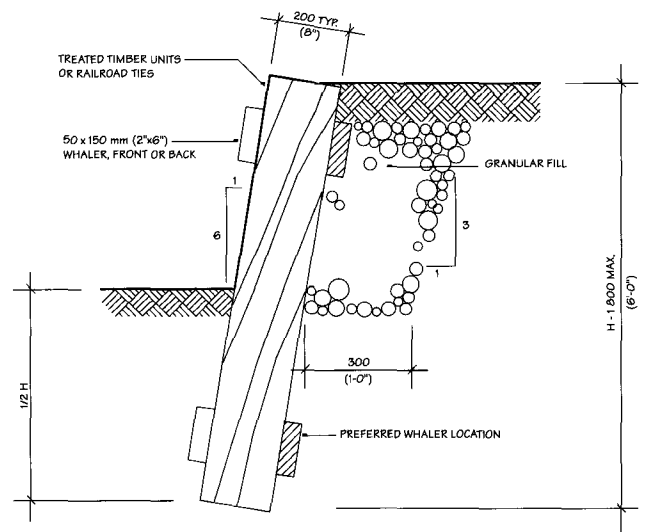 200 TYP.
(8")
TREATED TIMBER UNITS
OR RAILROAD TIES
50 x 150 mm (2"x6")
WHALER, FRONT OR BACK
GRANULAR FILL
1
6
3
1
H - 1 800 MAX.
(6'-0")
300
(1'-0")
1/2 H
PREFERRED WHALER LOCATION